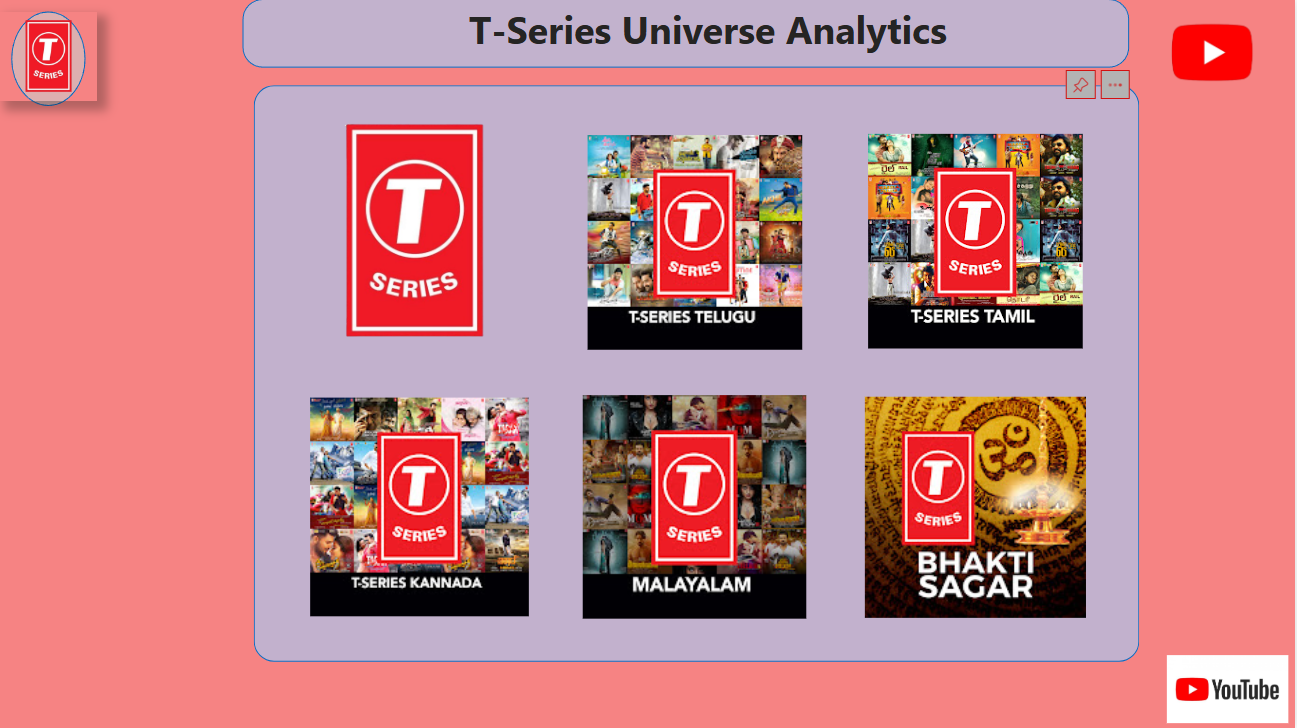 T-Series Universe Analytics
T
SERIES
T
SERIES
T
SERIES
T-SERIES TELUGU
T
SERIES
T-SERIES TAMIL
T
SERIES
T-SERIES KANNADA
T
SERIES
MALAYALAM
T
SERIES
ॐ
BHAKTI
SAGAR
YouTube